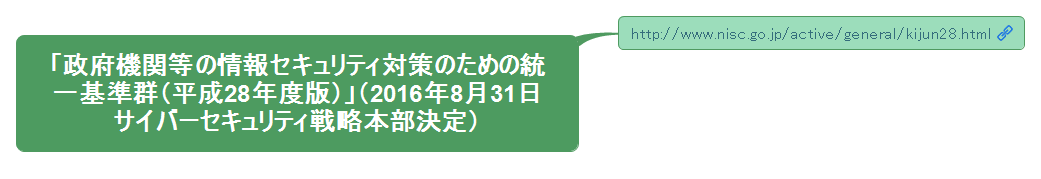 「政府機関等の情報セキュリティ対策のための統
一基準群（平成28年度版）」（2016年8月31日
サイバーセキュリティ戦略本部決定）
http://www.nisc.go.jp/active/general/kijun28.html